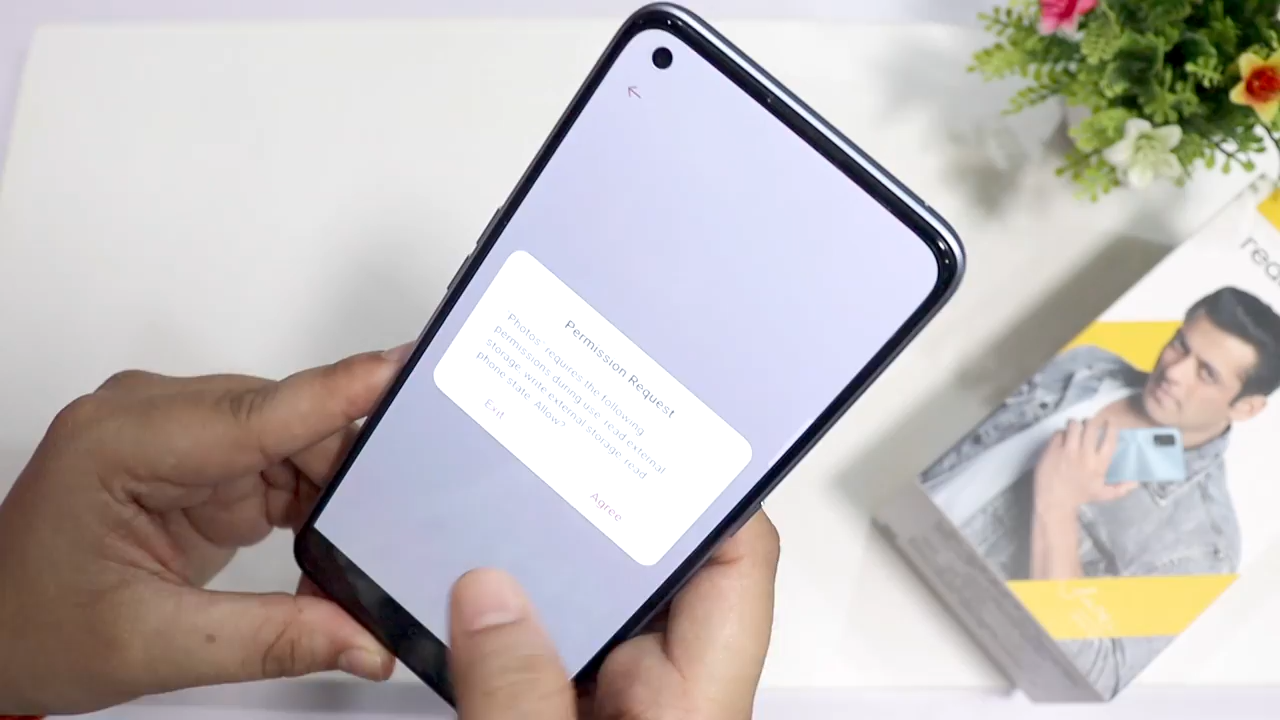 Permission Request
"Photos" requires the following
permissions during use: read external
storage, write external storage, read
phone state. Allow?
Exit
Agree